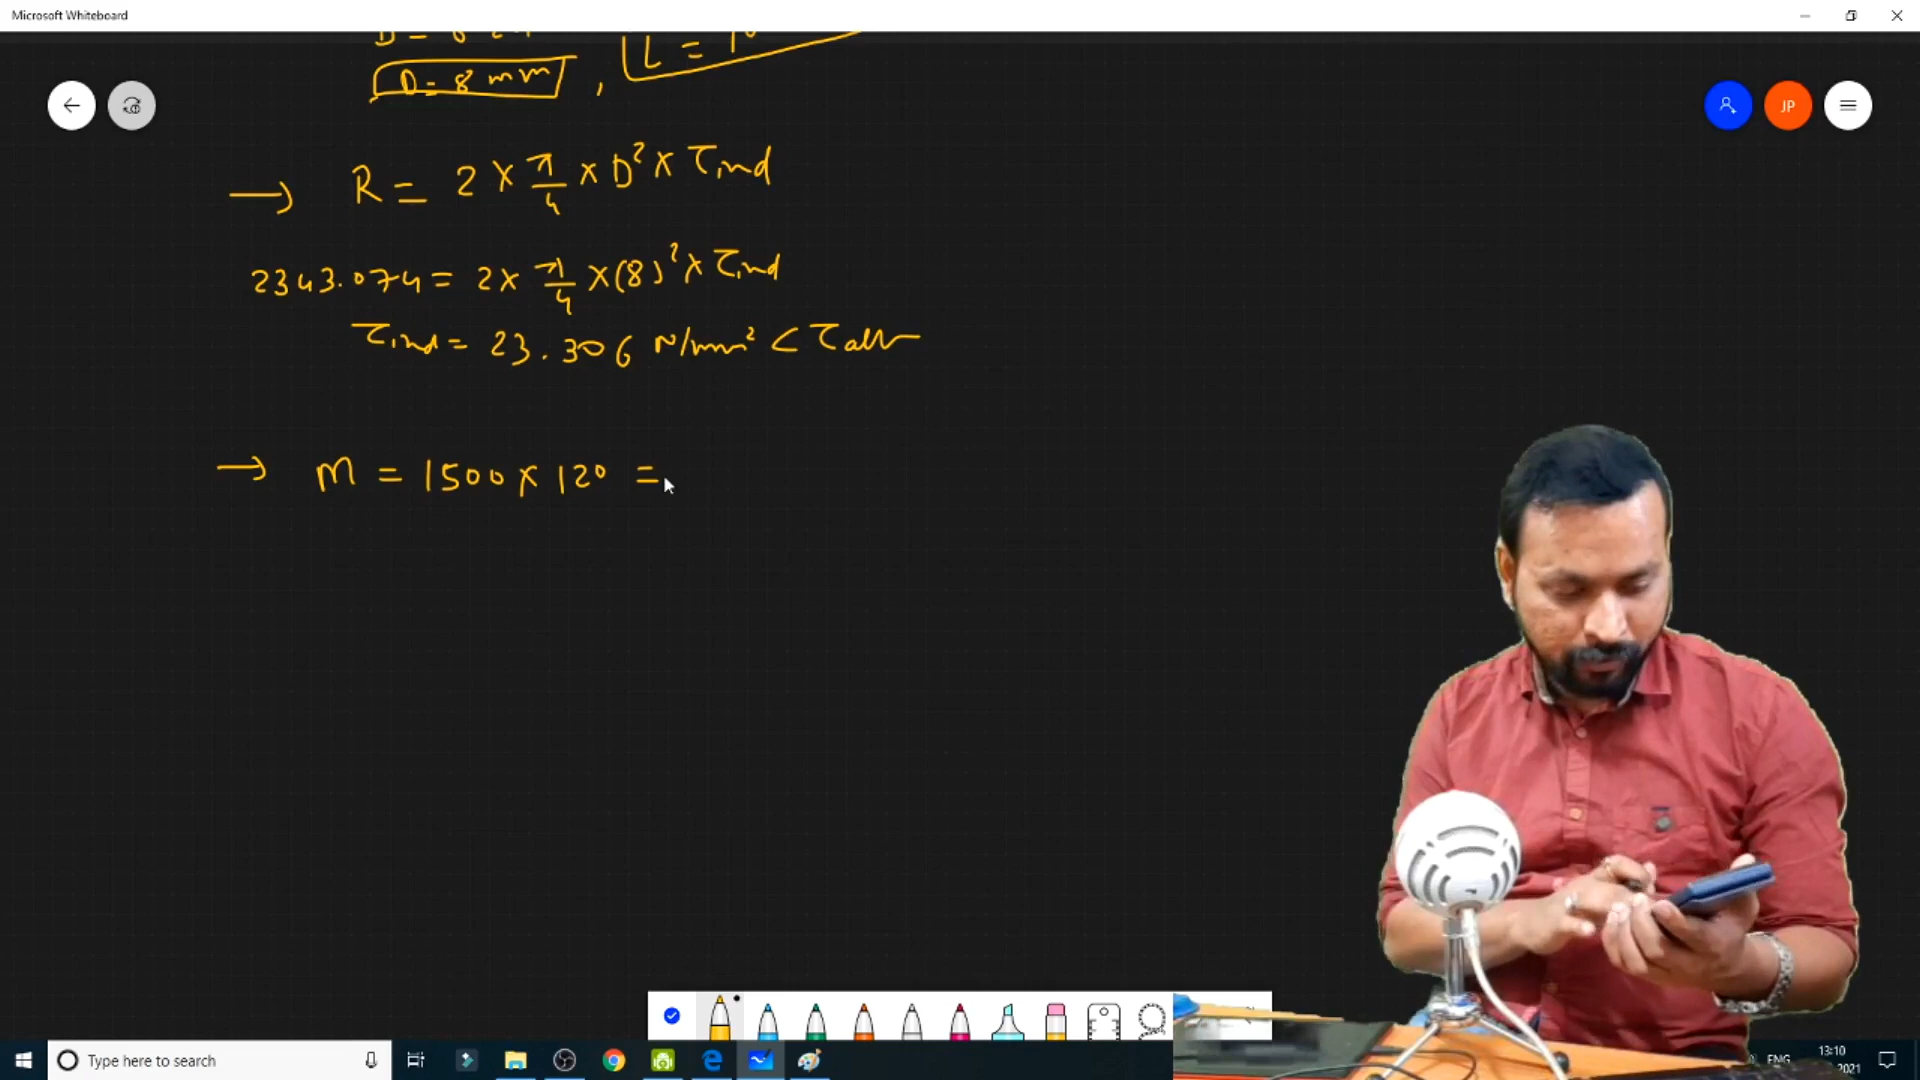 Microsoft Whiteboard
D = 8 mm ,
L =
JP
→ R = 2 × π/4 × D² × τind
2343.074 = 2 × π/4 × (8)² × τind
τind = 23.306 N/mm² < τall
→ M = 1500 × 120 =
Type here to search
ENG
13:10
2021